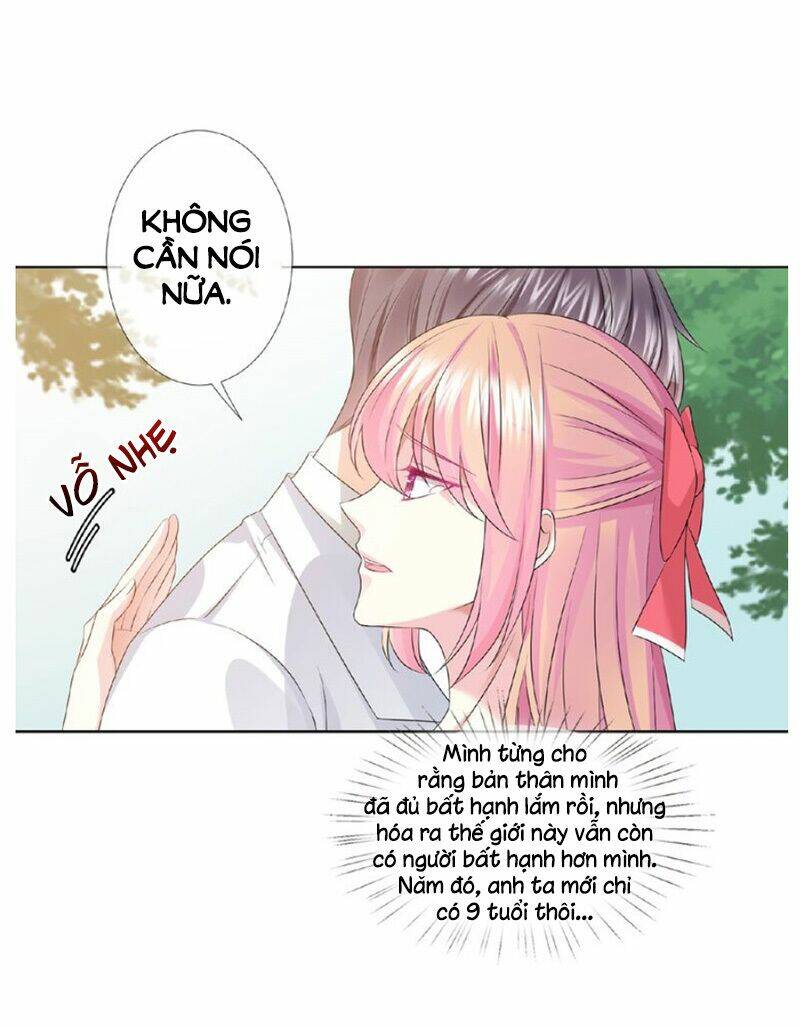 KHÔNG
CẦN NÓI
NỮA.
VỖ NHẸ
Mình từng cho
rằng bản thân mình
đã đủ bất hạnh lắm rồi, nhưng
hóa ra thế giới này vẫn còn
có người bất hạnh hơn mình.
Năm đó, anh ta mới chỉ
có 9 tuổi thôi...